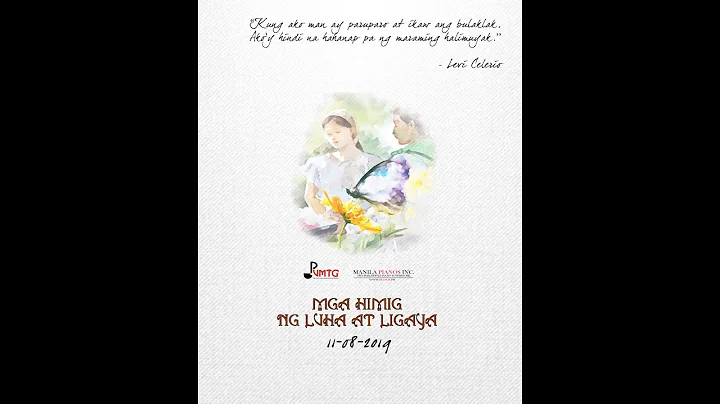 "Kung ako man ay paruparo at ikaw ang bulaklak,
Ako'y hindi na hahanap pa ng maraming halimuyak."
- Levi Celerio
PVMTG
MANILA PIANOS INC.
MGA HIMIG
NG LUHA AT LIGAYA
11-08-2019